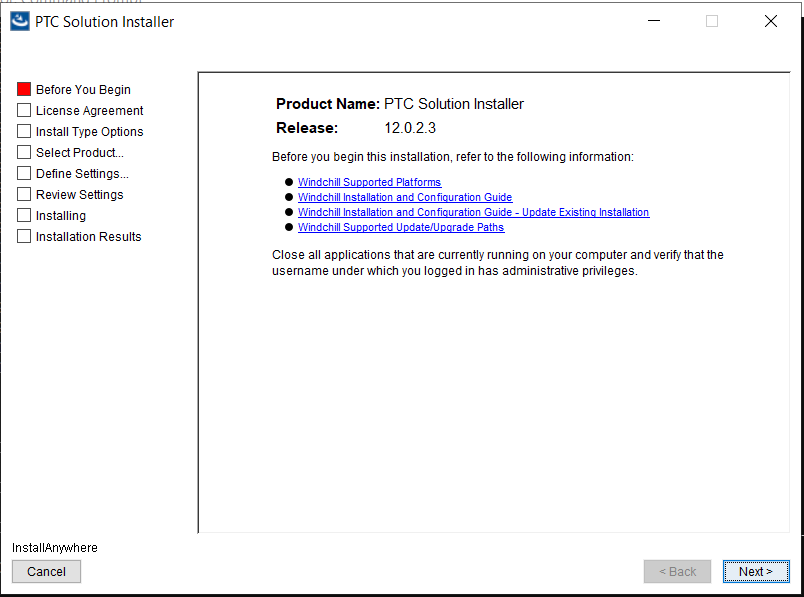 PTC Solution Installer
Before You Begin
License Agreement
Install Type Options
Select Product...
Define Settings...
Review Settings
Installing
Installation Results
Product Name: PTC Solution Installer
Release: 12.0.2.3
Before you begin this installation, refer to the following information:
Windchill Supported Platforms
Windchill Installation and Configuration Guide
Windchill Installation and Configuration Guide - Update Existing Installation
Windchill Supported Update/Upgrade Paths
Close all applications that are currently running on your computer and verify that the
username under which you logged in has administrative privileges.
InstallAnywhere
Cancel
< Back
Next >